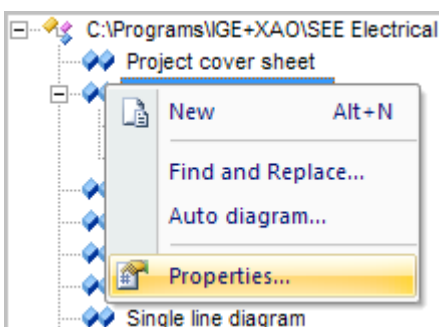 C:\Programs\IGE+XAO\SEE Electrical
Project cover sheet
New Alt+N
Find and Replace...
Auto diagram...
Properties...
Single line diagram